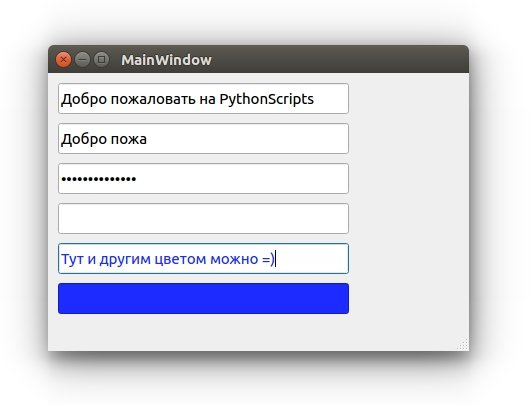 MainWindow
Добро пожаловать на PythonScripts
Добро пожа
••••••••••••••
Тут и другим цветом можно =)